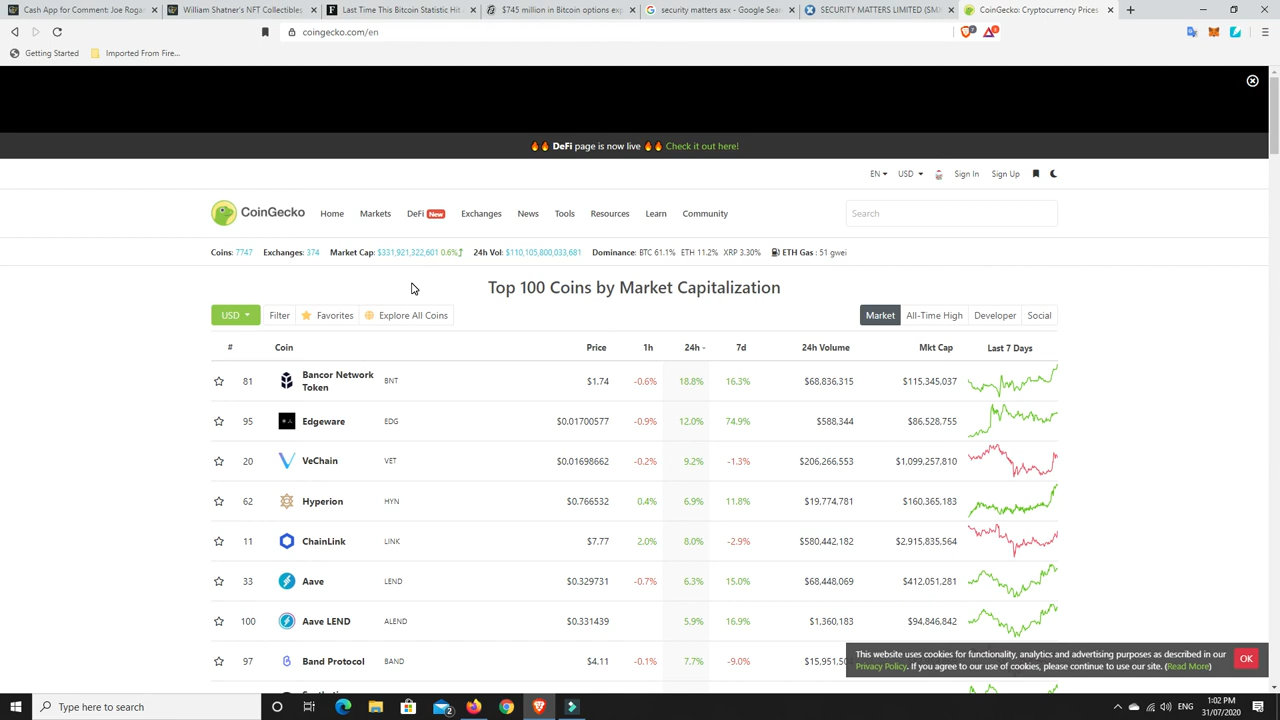 Cash App for Comment: Joe Rogan
William Shatner's NFT Collectibles
Last Time This Bitcoin Statistic Hit
$745 million in Bitcoin options exp
security matters asx - Google Sear
SECURITY MATTERS LIMITED (SM
CoinGecko: Cryptocurrency Prices
coingecko.com/en
Getting Started
Imported From Fire...
DeFi page is now live Check it out here!
EN USD Sign In Sign Up
CoinGecko Home Markets DeFi New Exchanges News Tools Resources Learn Community Search
Coins: 7747 Exchanges: 374 Market Cap: $331,921,322,601 0.6% 24h Vol: $110,105,800,033,681 Dominance: BTC 61.1% ETH 11.2% XRP 3.30% ETH Gas : 51 gwei
Top 100 Coins by Market Capitalization
USD Filter Favorites Explore All Coins Market All-Time High Developer Social
# Coin Price 1h 24h 7d 24h Volume Mkt Cap Last 7 Days
81 Bancor Network Token BNT $1.74 -0.6% 18.8% 16.3% $68,836,315 $115,345,037
95 Edgeware EDG $0.01700577 -0.9% 12.0% 74.9% $588,344 $86,528,755
20 VeChain VET $0.01698662 -0.2% 9.2% -1.3% $206,266,553 $1,099,257,810
62 Hyperion HYN $0.766532 0.4% 6.9% 11.8% $19,774,781 $160,365,183
11 ChainLink LINK $7.77 2.0% 8.0% -2.9% $580,442,182 $2,915,835,564
33 Aave LEND $0.329731 -0.7% 6.3% 15.0% $68,448,069 $412,051,281
100 Aave LEND ALEND $0.331439 5.9% 16.9% $1,360,183 $94,846,842
97 Band Protocol BAND $4.11 -0.1% 7.7% -9.0% $15,951,50
This website uses cookies for functionality, analytics and advertising purposes as described in our
Privacy Policy. If you agree to our use of cookies, please continue to use our site. (Read More)
OK
Type here to search
2
ENG
1:02 PM
31/07/2020